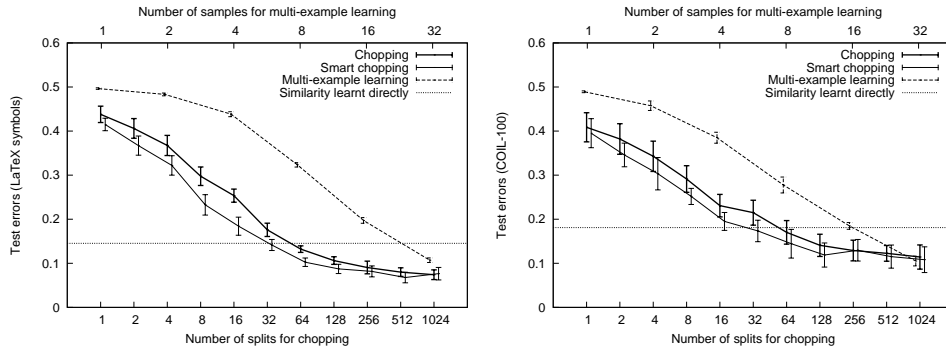 Number of samples for multi-example learning
1 2 4 8 16 32
0.6
0.5
0.4
0.3
0.2
0.1
0
Test errors (LaTeX symbols)
Chopping
Smart chopping
Multi-example learning
Similarity learnt directly
1 2 4 8 16 32 64 128 256 512 1024
Number of splits for chopping
Number of samples for multi-example learning
1 2 4 8 16 32
0.6
0.5
0.4
0.3
0.2
0.1
0
Test errors (COIL-100)
Chopping
Smart chopping
Multi-example learning
Similarity learnt directly
1 2 4 8 16 32 64 128 256 512 1024
Number of splits for chopping